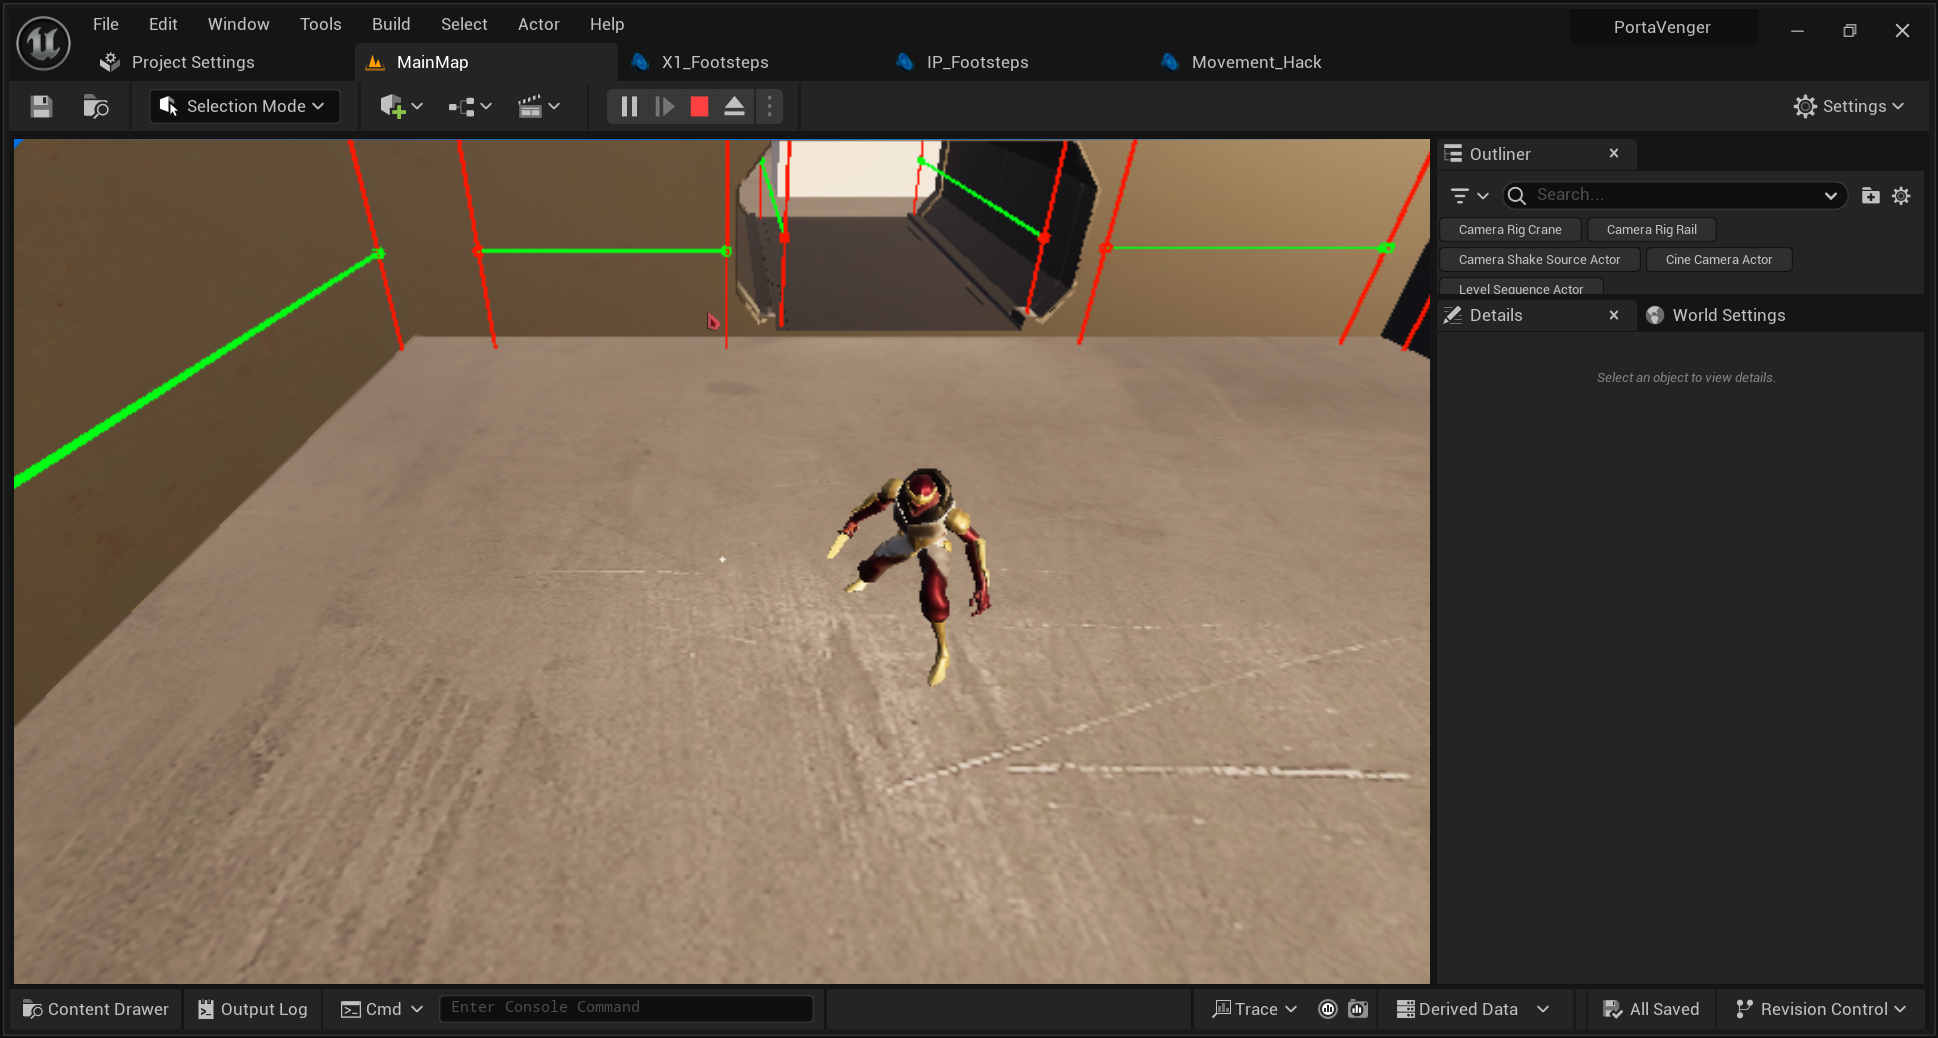 File Edit Window Tools Build Select Actor Help
PortaVenger
Project Settings MainMap X1_Footsteps IP_Footsteps Movement_Hack
Selection Mode
Settings
Outliner
Search...
Camera Rig Crane Camera Rig Rail
Camera Shake Source Actor Cine Camera Actor
Level Sequence Actor
Details World Settings
Select an object to view details.
Content Drawer Output Log Cmd Enter Console Command Trace Derived Data All Saved Revision Control